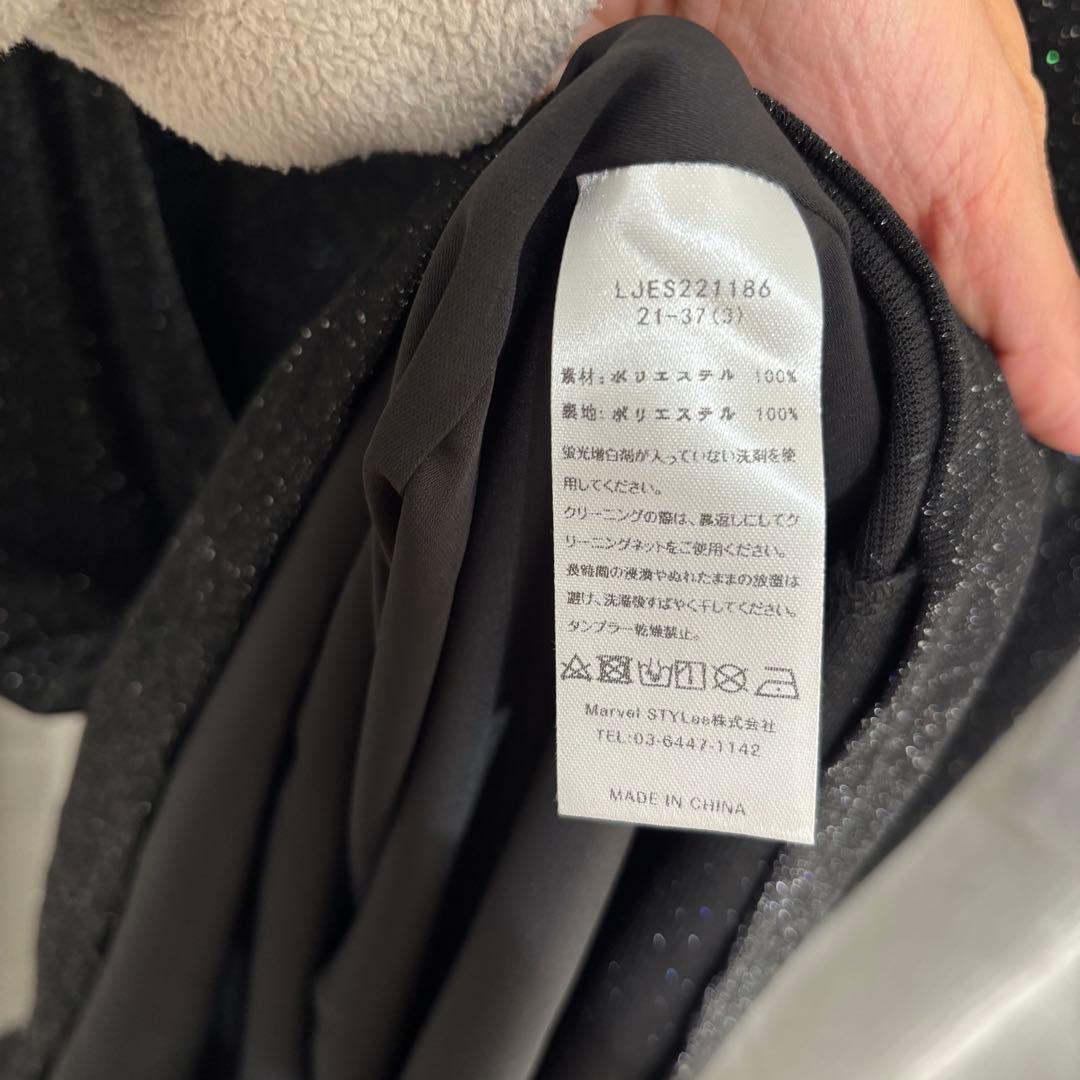 LJES221186
21-37(3)
素材: ポリエステル 100%
裏地: ポリエステル 100%
蛍光増白剤が入っていない洗剤を使
用してください。
クリーニングの際は、裏返しにしてク
リーニングネットをご使用ください。
長時間の浸漬やぬれたままの放置は
避け、洗濯後すばやく干してください。
タンブラー乾燥禁止。
Marvel STYLee株式会社
TEL:03-6447-1142
MADE IN CHINA